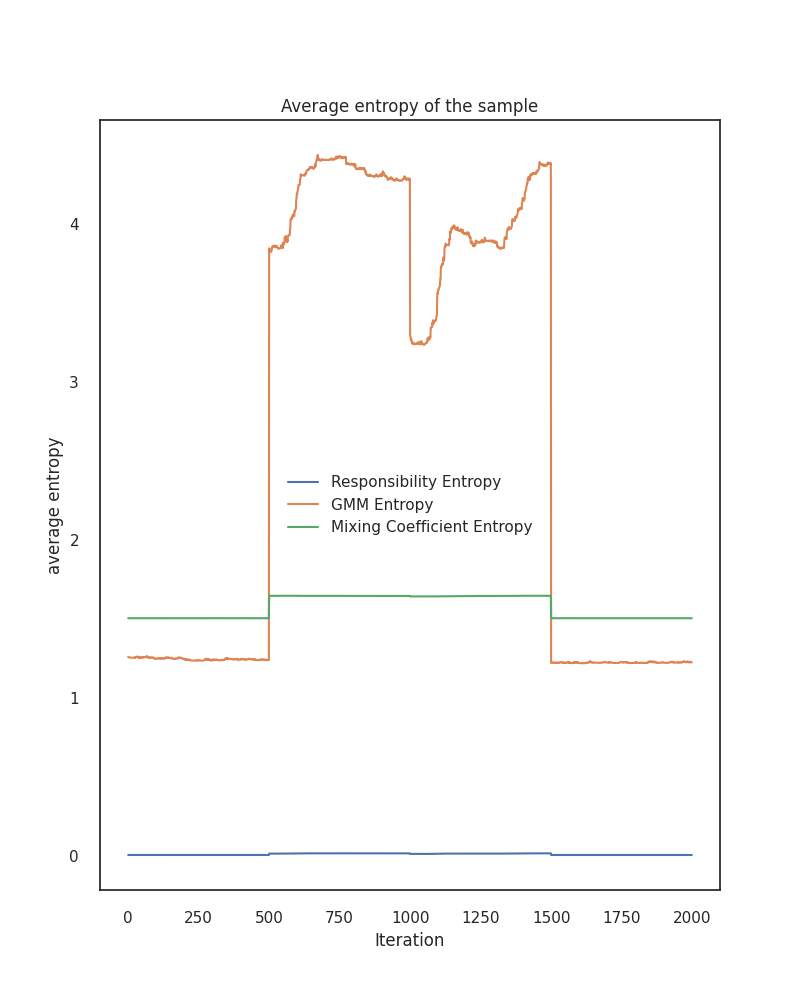 Average entropy of the sample
4
3
2
1
0
average entropy
Responsibility Entropy
GMM Entropy
Mixing Coefficient Entropy
0 250 500 750 1000 1250 1500 1750 2000
Iteration